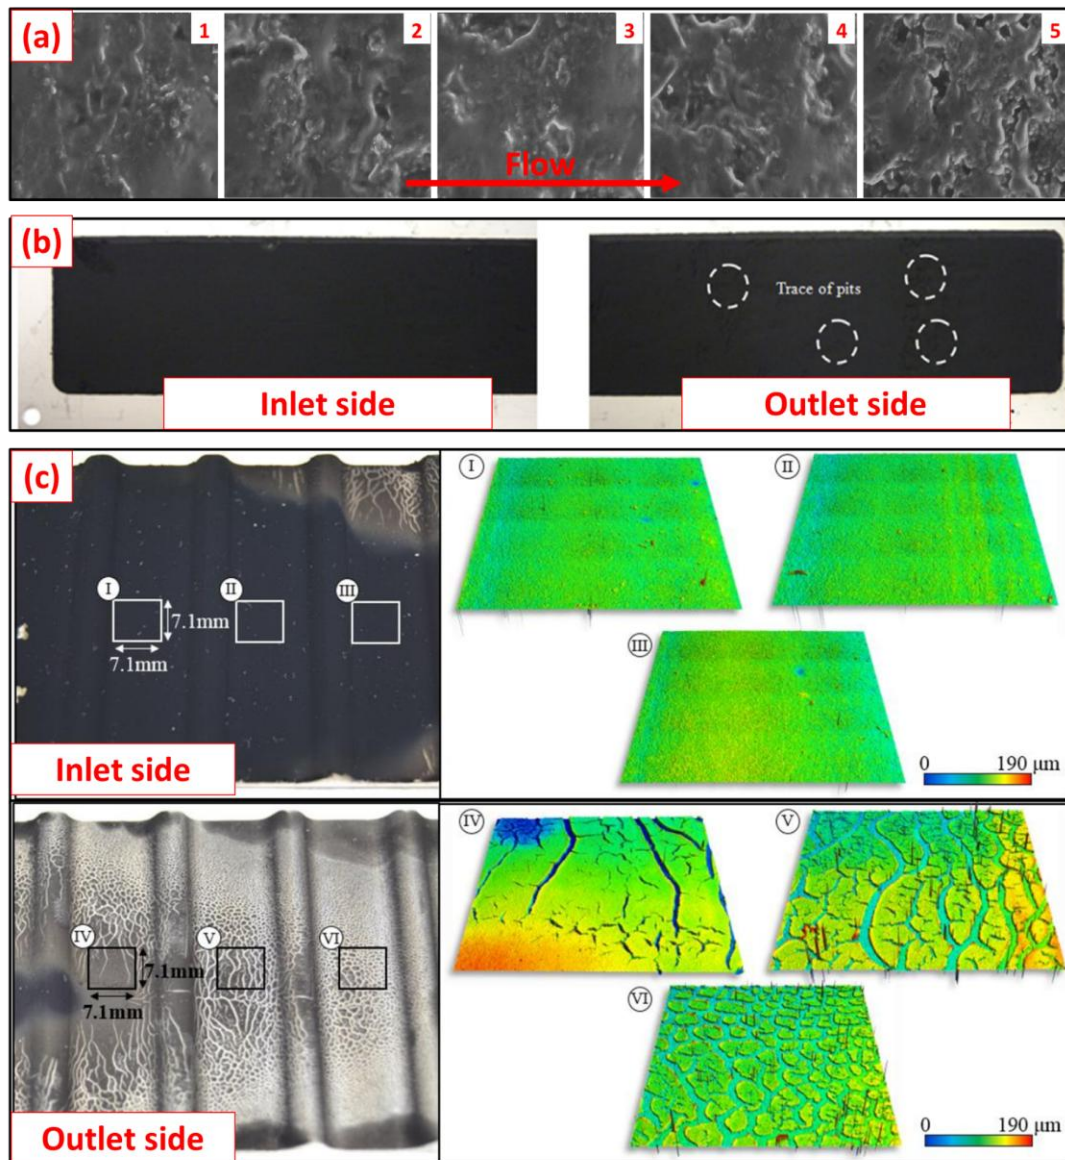 (a)
1
2
3
4
5
Flow
(b)
Trace of pits
Inlet side
Outlet side
(c)
I
II
III
7.1mm
7.1mm
Inlet side
I
II
III
0
190 μm
IV
V
VI
7.1mm
7.1mm
Outlet side
IV
V
VI
0
190 μm